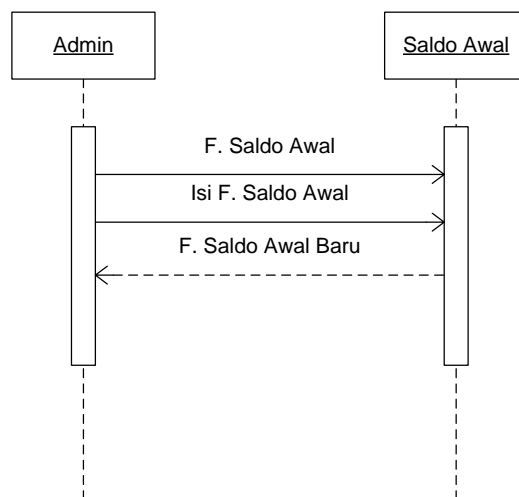 Admin
Saldo Awal
F. Saldo Awal
Isi F. Saldo Awal
F. Saldo Awal Baru